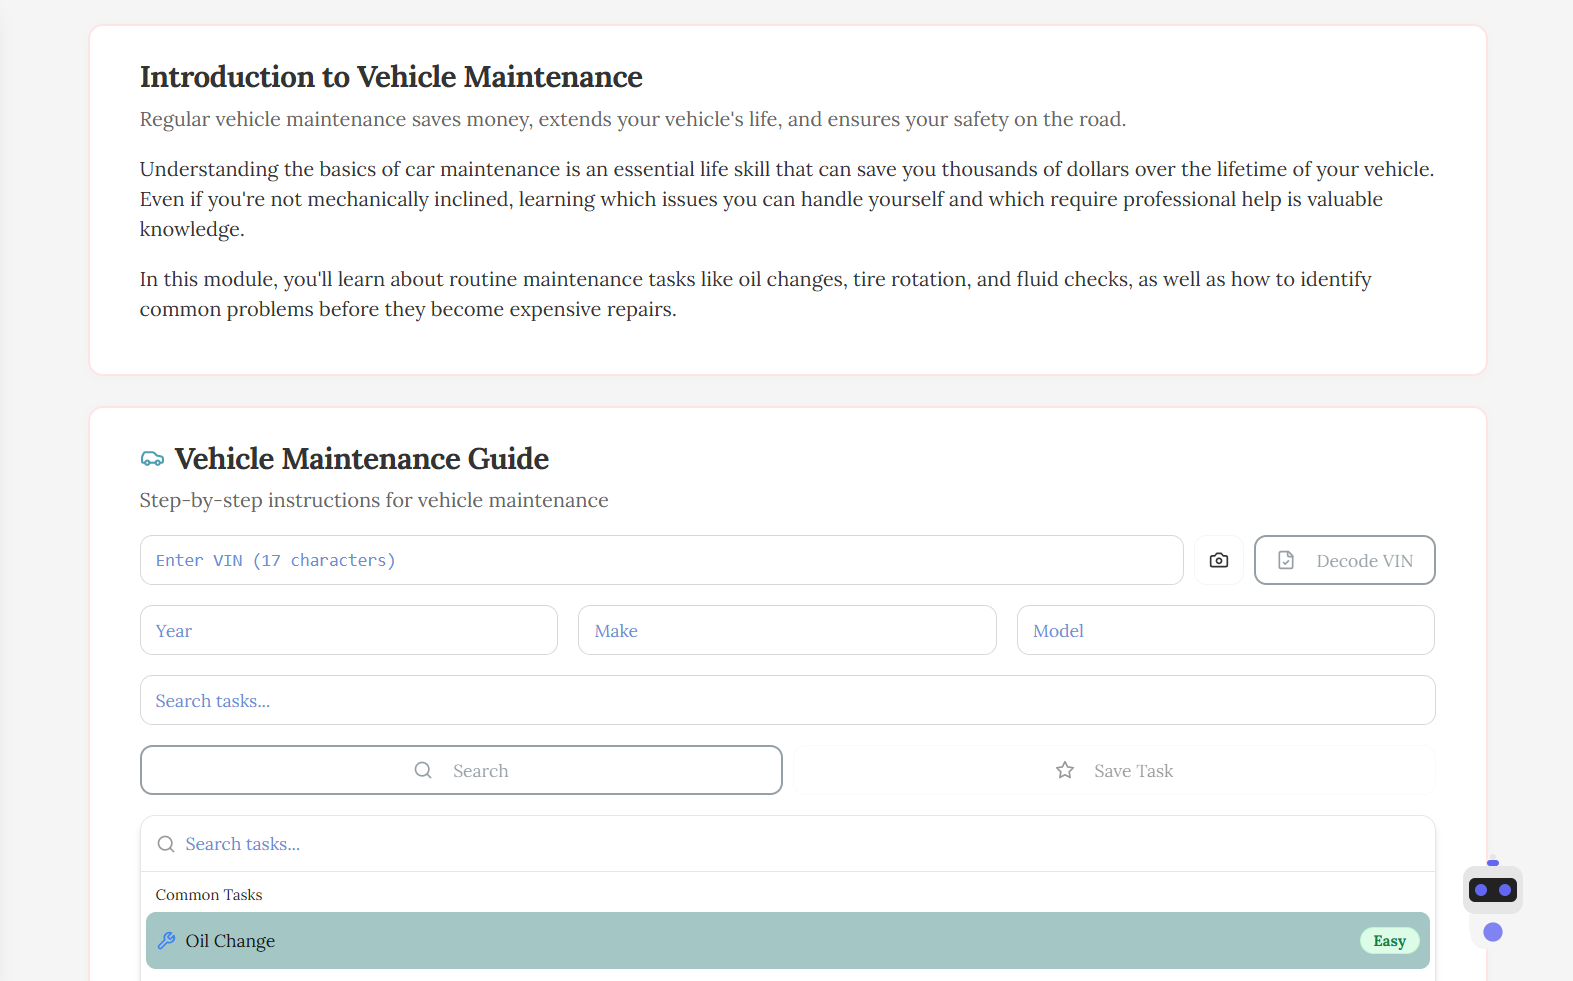 Introduction to Vehicle Maintenance
Regular vehicle maintenance saves money, extends your vehicle's life, and ensures your safety on the road.
Understanding the basics of car maintenance is an essential life skill that can save you thousands of dollars over the lifetime of your vehicle.
Even if you're not mechanically inclined, learning which issues you can handle yourself and which require professional help is valuable
knowledge.
In this module, you'll learn about routine maintenance tasks like oil changes, tire rotation, and fluid checks, as well as how to identify
common problems before they become expensive repairs.
Vehicle Maintenance Guide
Step-by-step instructions for vehicle maintenance
Enter VIN (17 characters)
Decode VIN
Year
Make
Model
Search tasks...
Search
Save Task
Search tasks...
Common Tasks
Oil Change
Easy